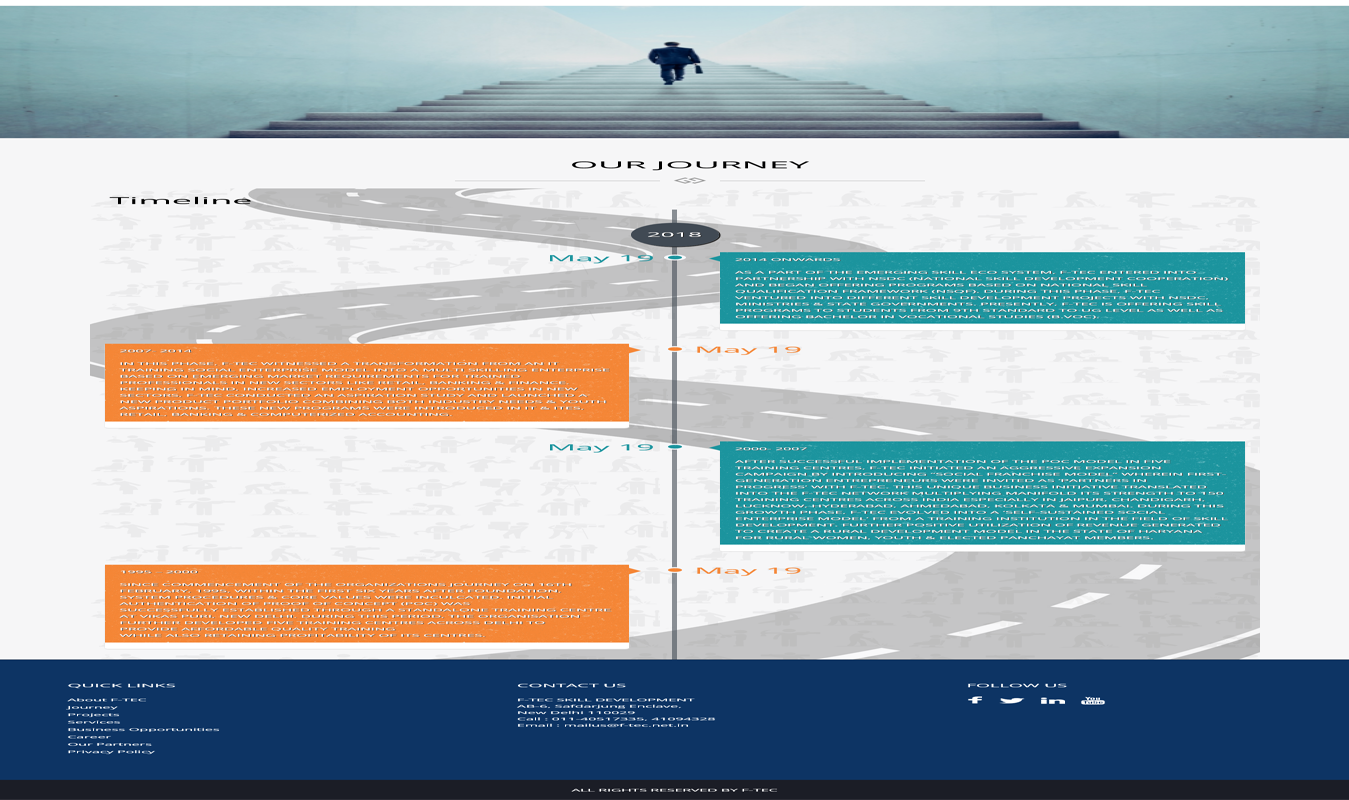 OUR JOURNEY
Timeline
2018
May 19
2014 ONWARDS
AS A PART OF THE EMERGING SKILL ECO SYSTEM, F-TEC ENTERED INTO
PARTNERSHIP WITH NSDC (NATIONAL SKILL DEVELOPMENT COOPERATION)
AND BEGAN OFFERING PROGRAMS BASED ON NATIONAL SKILL
QUALIFICATION FRAMEWORK (NSQF). DURING THIS PHASE, F-TEC
VENTURED INTO DIFFERENT SKILL DEVELOPMENT PROJECTS WITH NSDC,
MINISTRIES & STATE GOVERNMENTS. PRESENTLY, F-TEC IS OFFERING SKILL
PROGRAMS TO STUDENTS FROM 9TH STANDARD TO UG LEVEL AS WELL AS
OFFERING BACHELOR IN VOCATIONAL STUDIES (B.VOC).
May 19
2007- 2014
IN THIS PHASE, F-TEC WITNESSED A TRANSFORMATION FROM AN IT
TRAINING SOCIAL ENTERPRISE MODEL INTO A MULTI SKILLING ENTERPRISE
BASED ON EMERGING MARKET REQUIREMENTS FOR TRAINED
PROFESSIONALS IN NEW SECTORS LIKE RETAIL, BANKING & FINANCE.
KEEPING IN MIND, INCREASED EMPLOYMENT OPPORTUNITIES IN NEW
SECTORS, F-TEC CONDUCTED AN ASPIRATION STUDY AND LAUNCHED A
NEW PRODUCT PORTFOLIO COMBINING BOTH INDUSTRY NEEDS & YOUTH
ASPIRATIONS. THESE NEW PROGRAMS WERE INTRODUCED IN IT & ITES,
RETAIL, BANKING & COMPUTERIZED ACCOUNTING.
May 19
2000- 2007
AFTER SUCCESSFUL IMPLEMENTATION OF THE POC MODEL IN FIVE
TRAINING CENTRES, F-TEC INITIATED AN AGGRESSIVE EXPANSION
CAMPAIGN BY INTRODUCING "SOCIAL FRANCHISE MODEL" WHEREIN FIRST-
GENERATION ENTREPRENEURS WERE INVITED AS 'PARTNERS IN
PROGRESS' WITH F-TEC. THIS UNIQUE BUSINESS INITIATIVE TRANSLATED
INTO THE F-TEC NETWORK MULTIPLYING MANIFOLD ITS STRENGTH TO 150
TRAINING CENTRES ACROSS INDIA ESPECIALLY IN JAIPUR, CHANDIGARH,
LUCKNOW, HYDERABAD, AHMEDABAD, KOLKATA & MUMBAI. DURING THIS
GROWTH PHASE, F-TEC EVOLVED INTO A 'SELF-SUSTAINED SOCIAL
ENTERPRISE MODEL' FROM A TRAINING INSTITUTION IN THE FIELD OF SKILL
DEVELOPMENT. FURTHER POSITIVE UTILIZATION OF REVENUE GENERATED
TO CREATE A RURAL DEVELOPMENT MODEL IN THE STATE OF HARYANA
FOR RURAL WOMEN, YOUTH & ELECTED PANCHAYAT MEMBERS.
May 19
1995 - 2000
SINCE COMMENCEMENT OF THE ORGANIZATIONS JOURNEY ON 16TH
FEBRUARY, 1995, WITHIN THE FIRST SIX YEARS AFTER FOUNDATION,
SYSTEM PROCEDURES & CORE VALUES WERE INCULCATED. INITIAL
AUTHENTICATION OF PROOF OF CONCEPT (POC) WAS
SUCCESSFULLY ESTABLISHED THROUGH A STANDALONE TRAINING CENTRE
AT VIKAS PURI, NEW DELHI. DURING THIS PERIOD, THE ORGANISATION
FURTHER DEVELOPED FIVE TRAINING CENTRES ACROSS DELHI TO
PROVIDE AFFORDABLE QUALITY TRAINING
WHILE ALSO RETAINING PROFITABILITY OF ITS CENTRES.
QUICK LINKS
About F-TEC
Journey
Projects
Services
Business Opportunities
Career
Our Partners
Privacy Policy
CONTACT US
F-TEC SKILL DEVELOPMENT
AB-6, Safdarjung Enclave,
New Delhi 110029
Call : 011-40517335, 41094328
Email : mailus@f-tec.net.in
FOLLOW US
You Tube
ALL RIGHTS RESERVED BY F-TEC